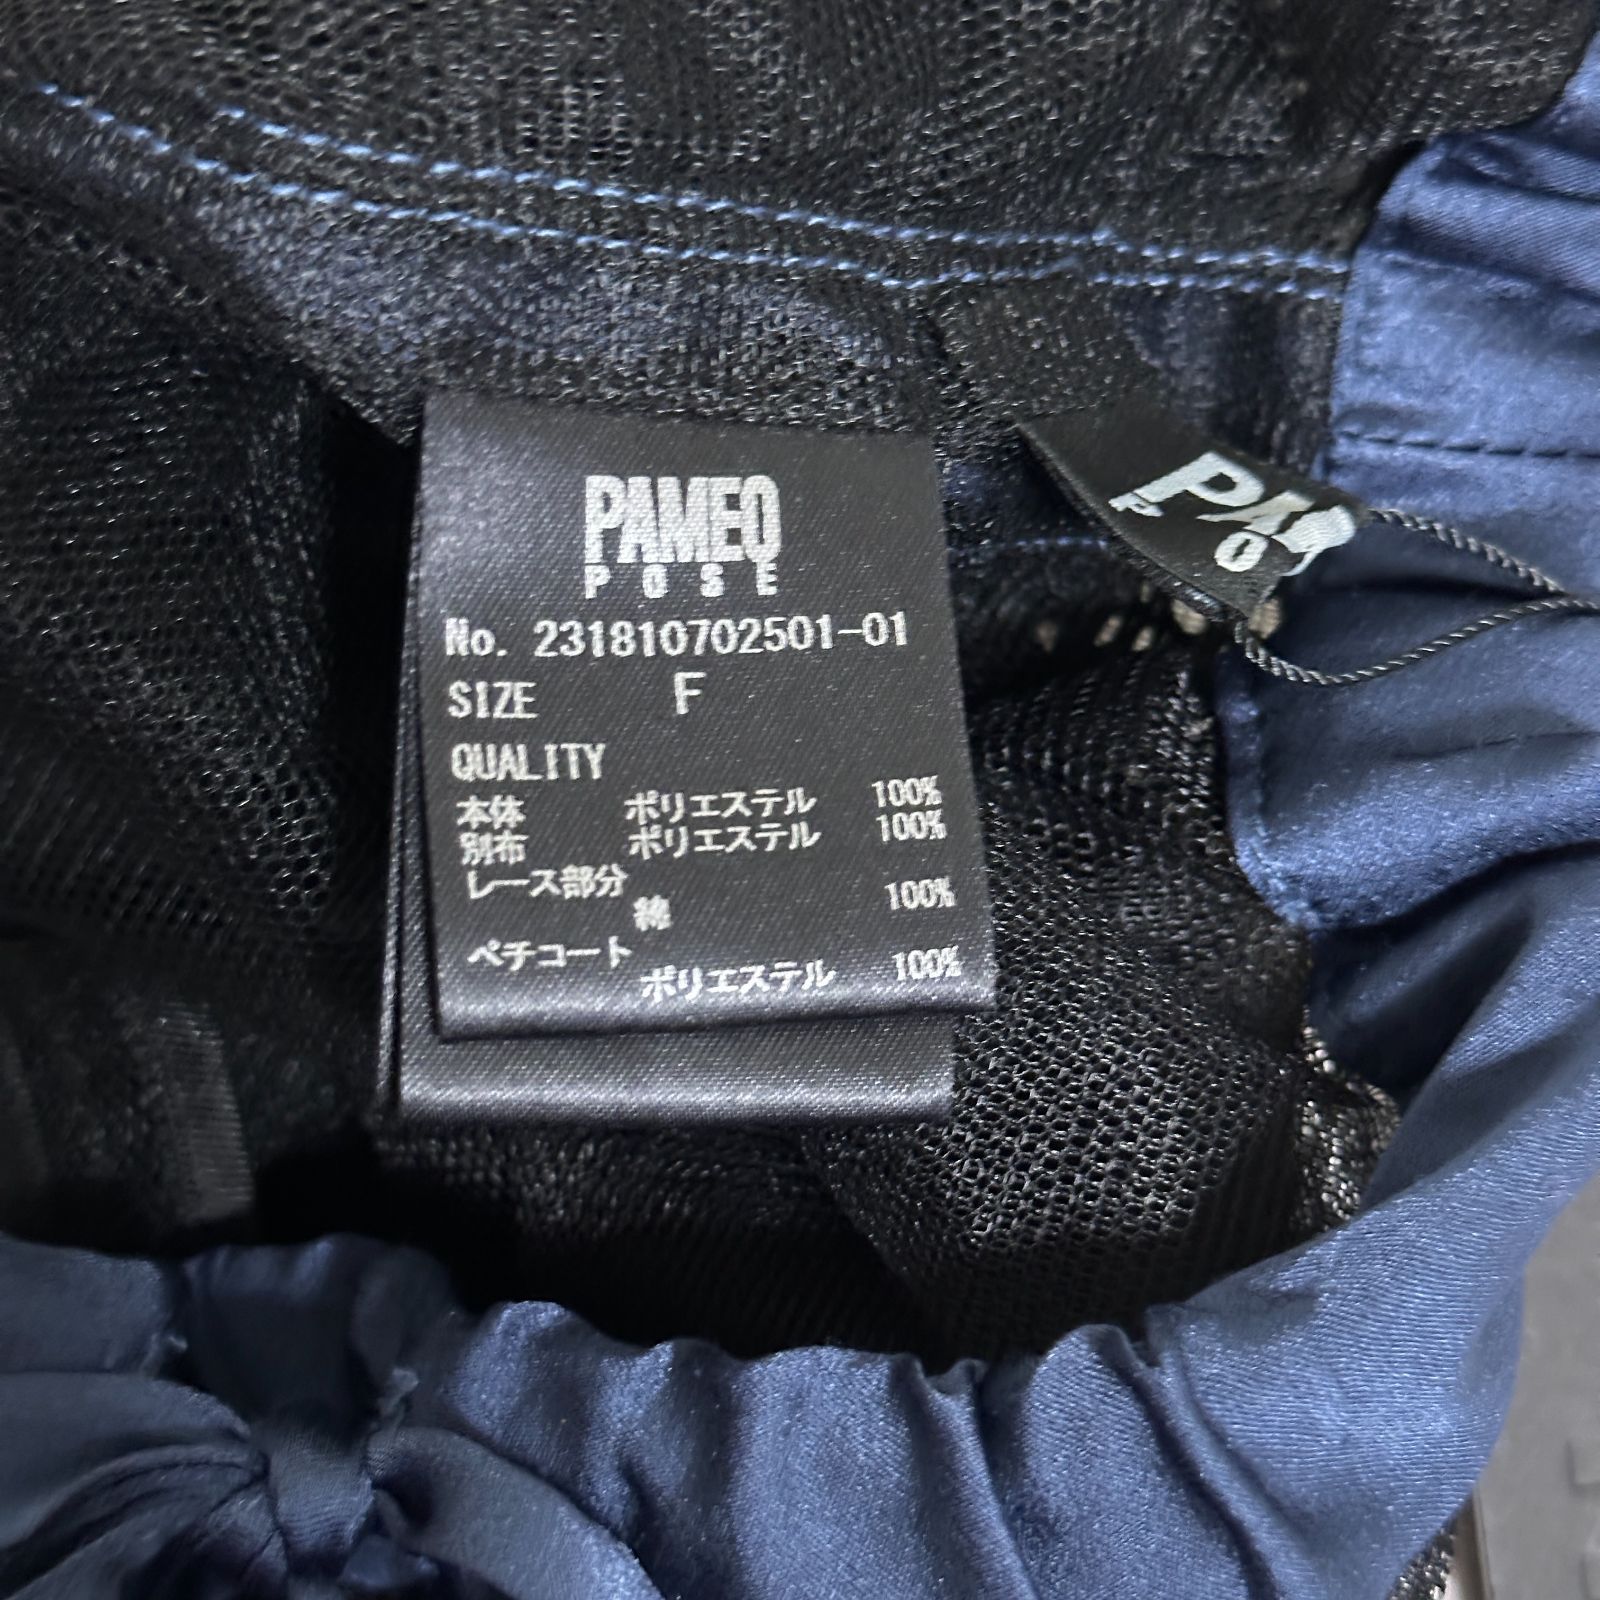 PAMEO
POSE
No. 231810702501-01
SIZE F
QUALITY
本体 ポリエステル 100%
別布 ポリエステル 100%
レース部分
綿 100%
ペチコート
ポリエステル 100%